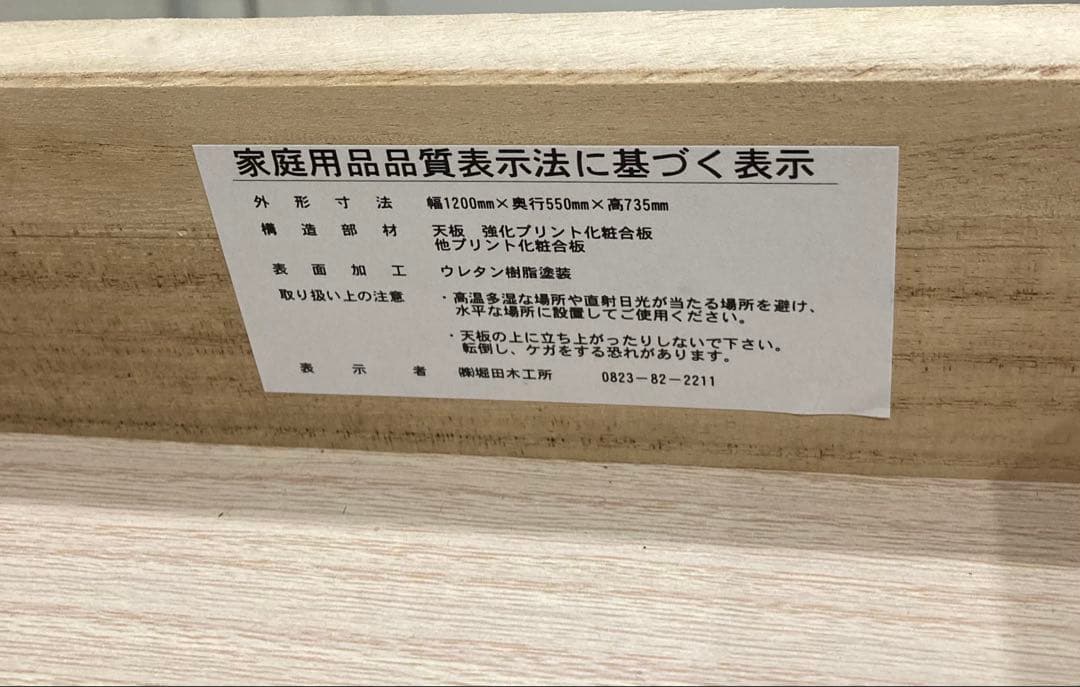 家庭用品品質表示法に基づく表示
外形寸法 幅1200mm×奥行550mm×高735mm
構造部材 天板 強化プリント化粧合板
他プリント化粧合板
表面加工 ウレタン樹脂塗装
取り扱い上の注意 ・高温多湿な場所や直射日光が当たる場所を避け、
水平な場所に設置してご使用ください。
・天板の上に立ち上がったりしないで下さい。
転倒し、ケガをする恐れがあります。
表示者 ㈱堀田木工所 0823-82-2211